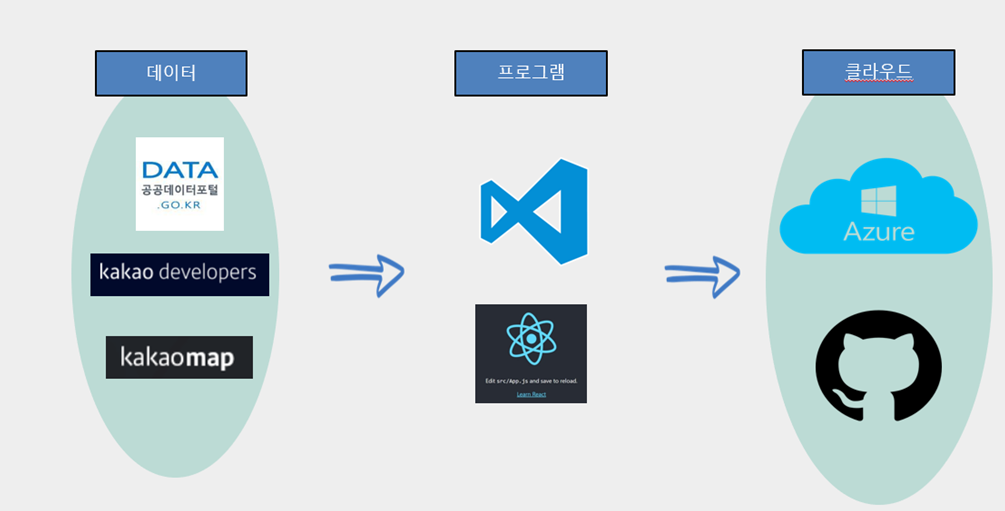 데이터
프로그램
클라우드
DATA
공공데이터포털
.GO.KR
kakao developers
kakaomap
Edit src/App.js and save to reload.
Learn React
Azure